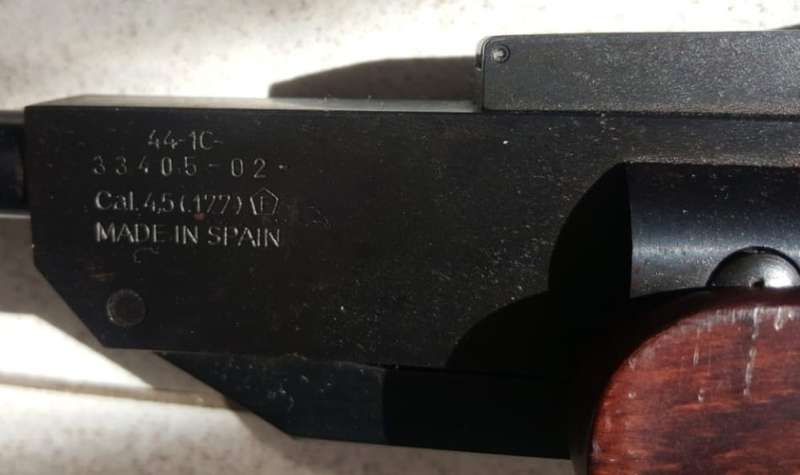 44-1C-
33405-02-
Cal. 4,5 (.177) F
MADE IN SPAIN